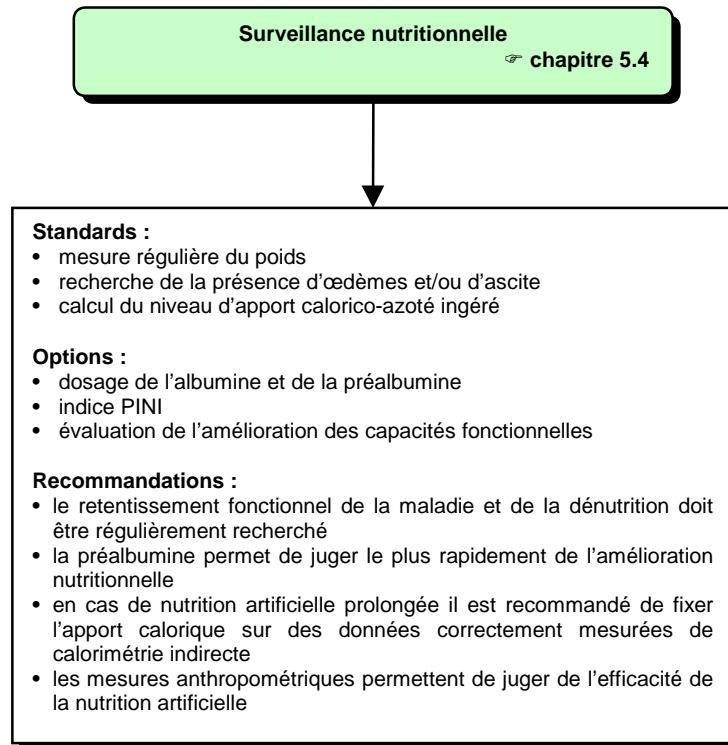 Surveillance nutritionnelle
☞ chapitre 5.4
Standards :
• mesure régulière du poids
• recherche de la présence d’œdèmes et/ou d’ascite
• calcul du niveau d’apport calorico-azoté ingéré
Options :
• dosage de l’albumine et de la préalbumine
• indice PINI
• évaluation de l’amélioration des capacités fonctionnelles
Recommandations :
• le retentissement fonctionnel de la maladie et de la dénutrition doit
être régulièrement recherché
• la préalbumine permet de juger le plus rapidement de l’amélioration
nutritionnelle
• en cas de nutrition artificielle prolongée il est recommandé de fixer
l’apport calorique sur des données correctement mesurées de
calorimétrie indirecte
• les mesures anthropométriques permettent de juger de l’efficacité de
la nutrition artificielle